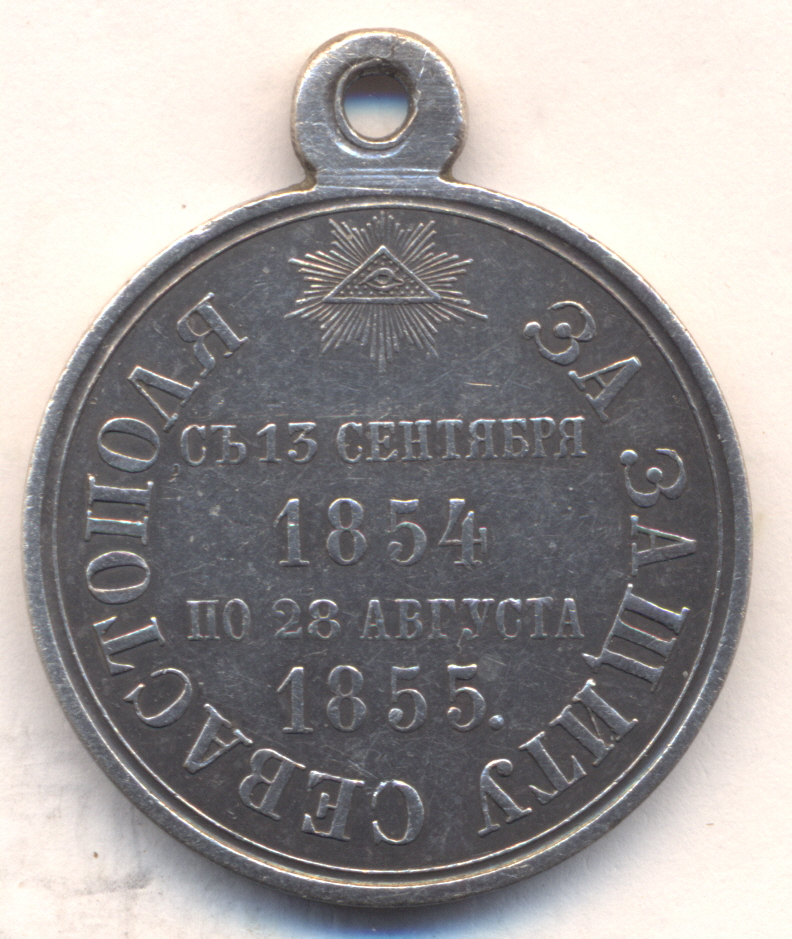 ЗА ЗАЩИТУ СЕВАСТОПОЛЯ
СЪ 13 СЕНТЯБРЯ
1854
ПО 28 АВГУСТА
1855.